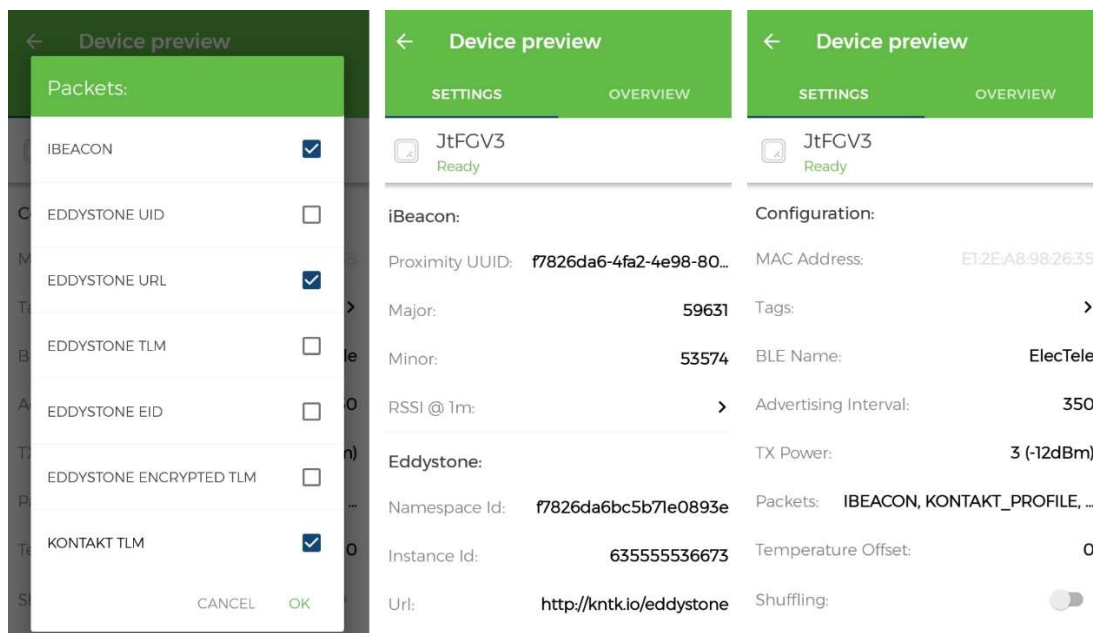 Device preview
Packets:
IBEACON
EDDYSTONE UID
EDDYSTONE URL
EDDYSTONE TLM
EDDYSTONE EID
EDDYSTONE ENCRYPTED TLM
KONTAKT TLM
CANCEL OK
Device preview
SETTINGS OVERVIEW
JtFGV3
Ready
iBeacon:
Proximity UUID: f7826da6-4fa2-4e98-80...
Major: 59631
Minor: 53574
RSSI @ 1m:
Eddystone:
Namespace Id: f7826da6bc5b71e0893e
Instance Id: 635555536673
Url: http://kntk.io/eddystone
Device preview
SETTINGS OVERVIEW
JtFGV3
Ready
Configuration:
MAC Address: E1:2E:A8:98:26:35
Tags:
BLE Name: ElecTele
Advertising Interval: 350
TX Power: 3 (-12dBm)
Packets: IBEACON, KONTAKT_PROFILE, ...
Temperature Offset: 0
Shuffling: